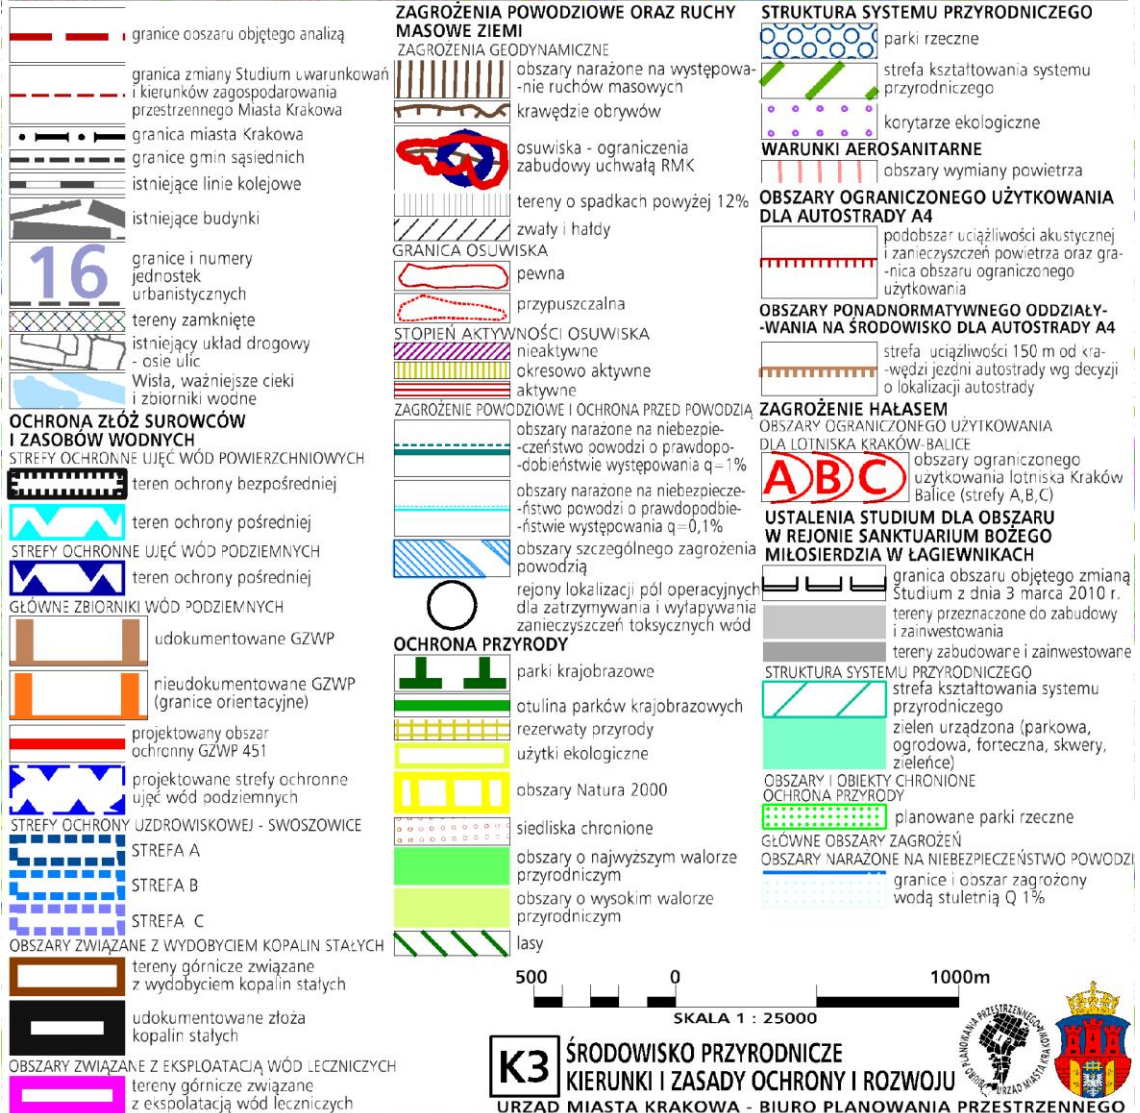 granice obszaru objętego analizą
granica zmiany Studium uwarunkowań
i kierunków zagospodarowania
przestrzennego Miasta Krakowa
granica miasta Krakowa
granice gmin sąsiednich
istniejące linie kolejowe
istniejące budynki
16
granice i numery
jednostek
urbanistycznych
tereny zamknięte
istniejący układ drogowy
- osie ulic
Wisła, ważniejsze cieki
i zbiorniki wodne
OCHRONA ZŁÓŻ SUROWCÓW
I ZASOBÓW WODNYCH
STREFY OCHRONNE UJĘĆ WÓD POWIERZCHNIOWYCH
teren ochrony bezpośredniej
teren ochrony pośredniej
STREFY OCHRONNE UJĘĆ WÓD PODZIEMNYCH
teren ochrony pośredniej
GŁÓWNE ZBIORNIKI WÓD PODZIEMNYCH
udokumentowane GZWP
nieudokumentowane GZWP
(granice orientacyjne)
projektowany obszar
ochronny GZWP 451
projektowane strefy ochronne
ujęć wód podziemnych
STREFY OCHRONY UZDROWISKOWEJ - SWOSZOWICE
STREFA A
STREFA B
STREFA C
OBSZARY ZWIĄZANE Z WYDOBYCIEM KOPALIN STAŁYCH
tereny górnicze związane
z wydobyciem kopalin stałych
udokumentowane złoża
kopalin stałych
OBSZARY ZWIĄZANE Z EKSPLOATACJĄ WÓD LECZNICZYCH
tereny górnicze związane
z ekspolatacją wód leczniczych
ZAGROŻENIA POWODZIOWE ORAZ RUCHY
MASOWE ZIEMI
ZAGROŻENIA GEODYNAMICZNE
obszary narażone na występowa-
-nie ruchów masowych
krawędzie obrywów
osuwiska - ograniczenia
zabudowy uchwałą RMK
tereny o spadkach powyżej 12%
zwały i hałdy
GRANICA OSUWISKA
pewna
przypuszczalna
STOPIEŃ AKTYWNOŚCI OSUWISKA
nieaktywne
okresowo aktywne
aktywne
ZAGROŻENIE POWODZIOWE I OCHRONA PRZED POWODZIĄ
obszary narażone na niebezpie-
-czeństwo powodzi o prawdopo-
-dobieństwie występowania q=1%
obszary narażone na niebezpiecze-
-ństwo powodzi o prawdopodbie-
-ństwie występowania q=0,1%
obszary szczególnego zagrożenia
powodzią
rejony lokalizacji pól operacyjnych
dla zatrzymywania i wyłapywania
zanieczyszczeń toksycznych wód
OCHRONA PRZYRODY
parki krajobrazowe
otulina parków krajobrazowych
rezerwaty przyrody
użytki ekologiczne
obszary Natura 2000
siedliska chronione
obszary o najwyższym walorze
przyrodniczym
obszary o wysokim walorze
przyrodniczym
lasy
STRUKTURA SYSTEMU PRZYRODNICZEGO
parki rzeczne
strefa kształtowania systemu
przyrodniczego
korytarze ekologiczne
WARUNKI AEROSANITARNE
obszary wymiany powietrza
OBSZARY OGRANICZONEGO UŻYTKOWANIA
DLA AUTOSTRADY A4
podobszar uciążliwości akustycznej
i zanieczyszczeń powietrza oraz gra-
-nica obszaru ograniczonego
użytkowania
OBSZARY PONADNORMATYWNEGO ODDZIAŁY-
-WANIA NA ŚRODOWISKO DLA AUTOSTRADY A4
strefa uciążliwości 150 m od kra-
-wędzi jezdni autostrady wg decyzji
o lokalizacji autostrady
ZAGROŻENIE HAŁASEM
OBSZARY OGRANICZONEGO UŻYTKOWANIA
DLA LOTNISKA KRAKÓW-BALICE
A B C
obszary ograniczonego
użytkowania lotniska Kraków
Balice (strefy A,B,C)
USTALENIA STUDIUM DLA OBSZARU
W REJONIE SANKTUARIUM BOŻEGO
MIŁOSIERDZIA W ŁAGIEWNIKACH
granica obszaru objętego zmianą
Studium z dnia 3 marca 2010 r.
tereny przeznaczone do zabudowy
i zainwestowania
tereny zabudowane i zainwestowane
STRUKTURA SYSTEMU PRZYRODNICZEGO
strefa kształtowania systemu
przyrodniczego
zielen urządzona (parkowa,
ogrodowa, forteczna, skwery,
zieleńce)
OBSZARY I OBIEKTY CHRONIONE
OCHRONA PRZYRODY
planowane parki rzeczne
GŁÓWNE OBSZARY ZAGROŻEŃ
OBSZARY NARAŻONE NA NIEBEZPIECZEŃSTWO POWODZI
granice i obszar zagrożony
wodą stuletnią Q 1%
500 0 1000m
SKALA 1 : 25000
K3
ŚRODOWISKO PRZYRODNICZE
KIERUNKI I ZASADY OCHRONY I ROZWOJU
BIURO PLANOWANIA PRZESTRZENNEGO URZĄD MIASTA KRAKOWA
URZĄD MIASTA KRAKOWA - BIURO PLANOWANIA PRZESTRZENNEGO